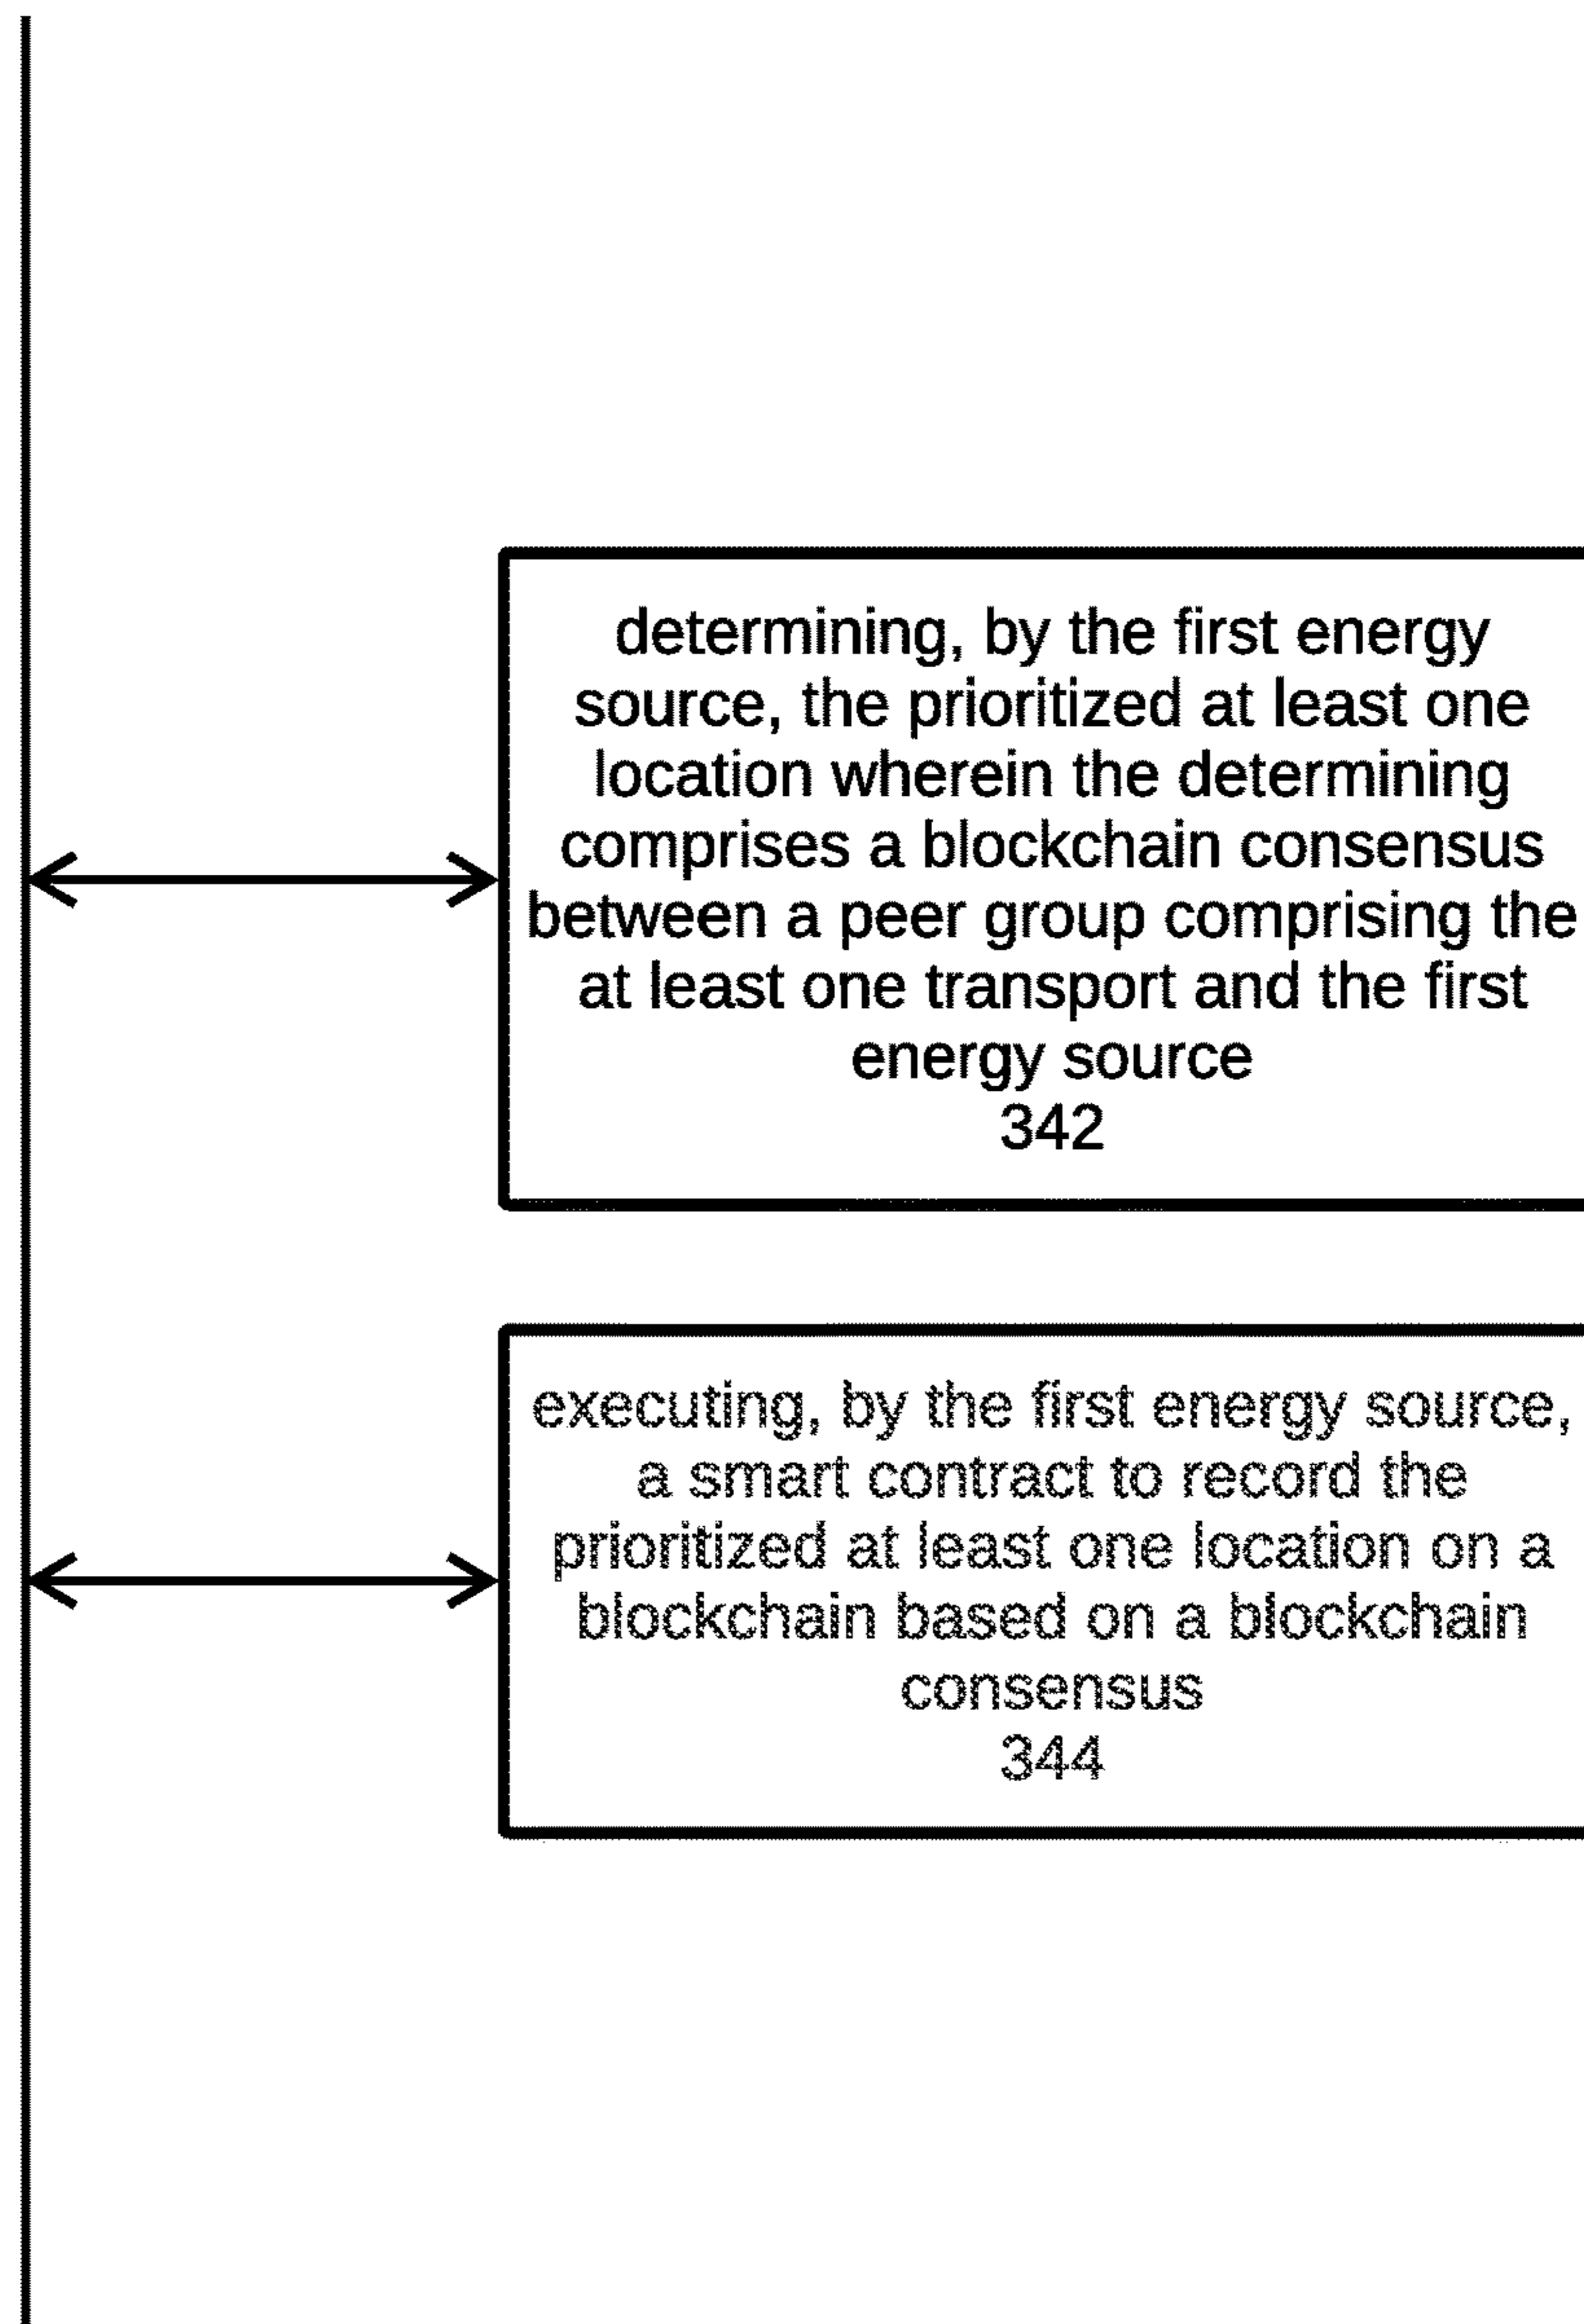 determining, by the first energy
source, the prioritized at least one
location wherein the determining
comprises a blockchain consensus
between a peer group comprising the
at least one transport and the first
energy source
342
executing, by the first energy source,
a smart contract to record the
prioritized at least one location on a
blockchain based on a blockchain
consensus
344